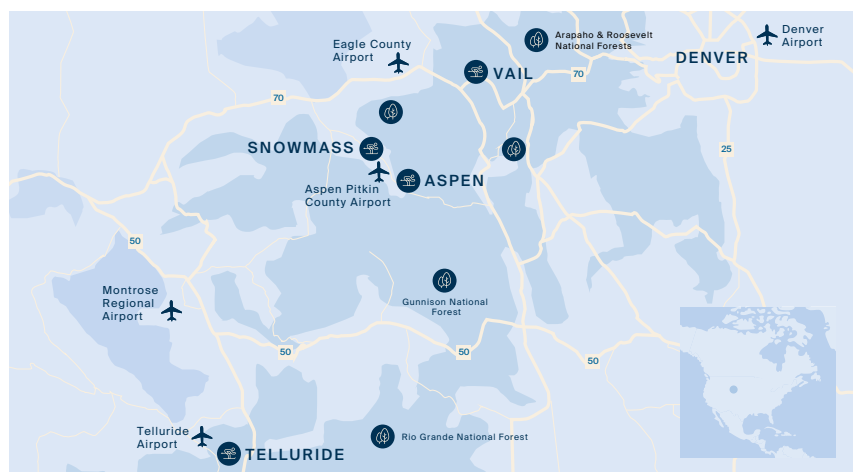 Arapaho & Roosevelt
National Forests
Denver
Airport
Eagle County
Airport
DENVER
VAIL
70
70
SNOWMASS
25
ASPEN
Aspen Pitkin
County Airport
50
Montrose
Regional
Airport
Gunnison National
Forest
50
50
50
Telluride
Airport
Rio Grande National Forest
TELLURIDE